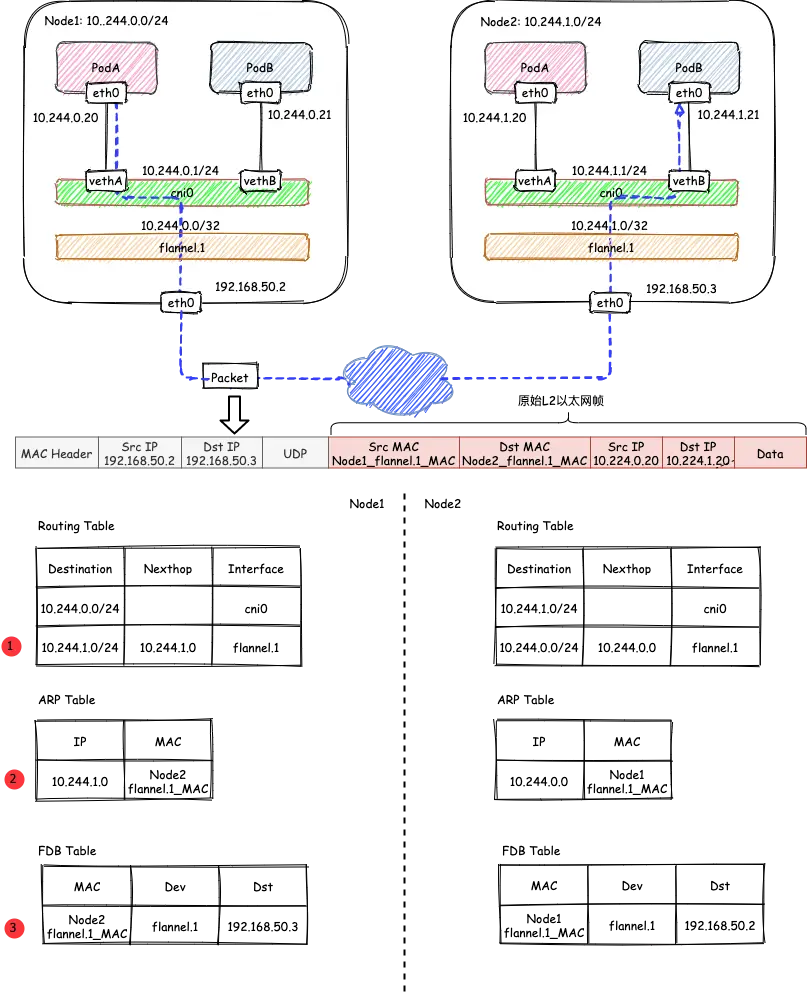 Node1: 10..244.0.0/24
PodA
PodB
eth0
eth0
10.244.0.20
10.244.0.21
10.244.0.1/24
vethA
vethB
cni0
10.244.0.0/32
flannel.1
192.168.50.2
eth0
Node2: 10.244.1.0/24
PodA
PodB
eth0
eth0
10.244.1.20
10.244.1.21
10.244.1.1/24
vethA
vethB
cni0
10.244.1.0/32
flannel.1
192.168.50.3
eth0
Packet
原始L2以太网帧
MAC Header
Src IP
192.168.50.2
Dst IP
192.168.50.3
UDP
Src MAC
Node1_flannel.1_MAC
Dst MAC
Node2_flannel.1_MAC
Src IP
10.224.0.20
Dst IP
10.224.1.20
Data
Node1
Node2
Routing Table
Destination Nexthop Interface
10.244.0.0/24 cni0
1
10.244.1.0/24 10.244.1.0 flannel.1
ARP Table
IP MAC
2
10.244.1.0
Node2
flannel.1_MAC
FDB Table
MAC Dev Dst
3
Node2
flannel.1_MAC
flannel.1
192.168.50.3
Routing Table
Destination Nexthop Interface
10.244.1.0/24 cni0
10.244.0.0/24 10.244.0.0 flannel.1
ARP Table
IP MAC
10.244.0.0
Node1
flannel.1_MAC
FDB Table
MAC Dev Dst
Node1
flannel.1_MAC
flannel.1
192.168.50.2